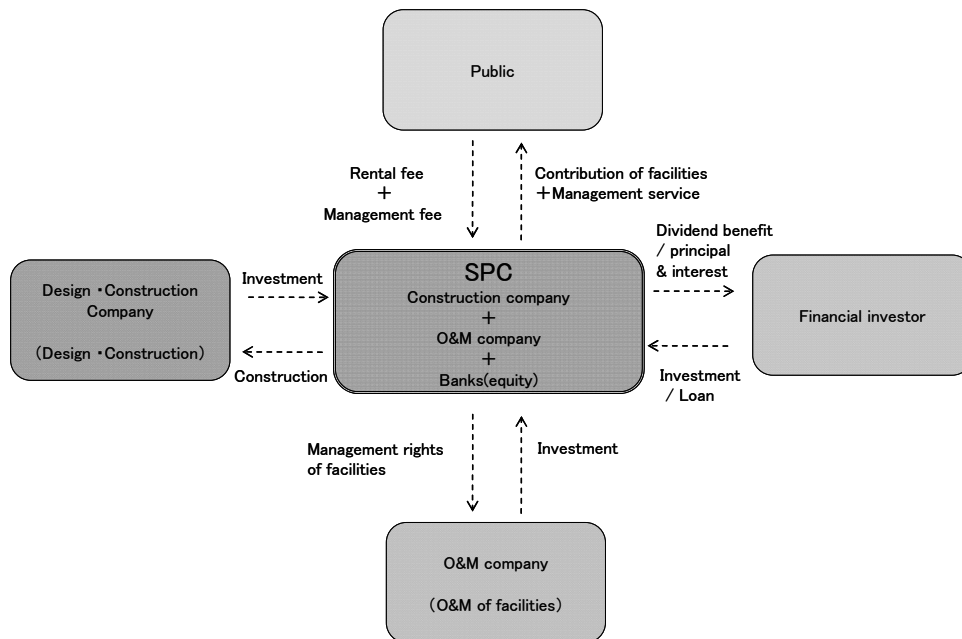 Public
Rental fee
＋
Management fee
Contribution of facilities
＋Management service
Dividend benefit
/ principal
& interest
Design ・Construction
Company
（Design ・Construction）
Investment
Construction
SPC
Construction company
＋
O&M company
＋
Banks(equity)
Financial investor
Investment
/ Loan
Management rights
of facilities
Investment
O&M company
（O&M of facilities）